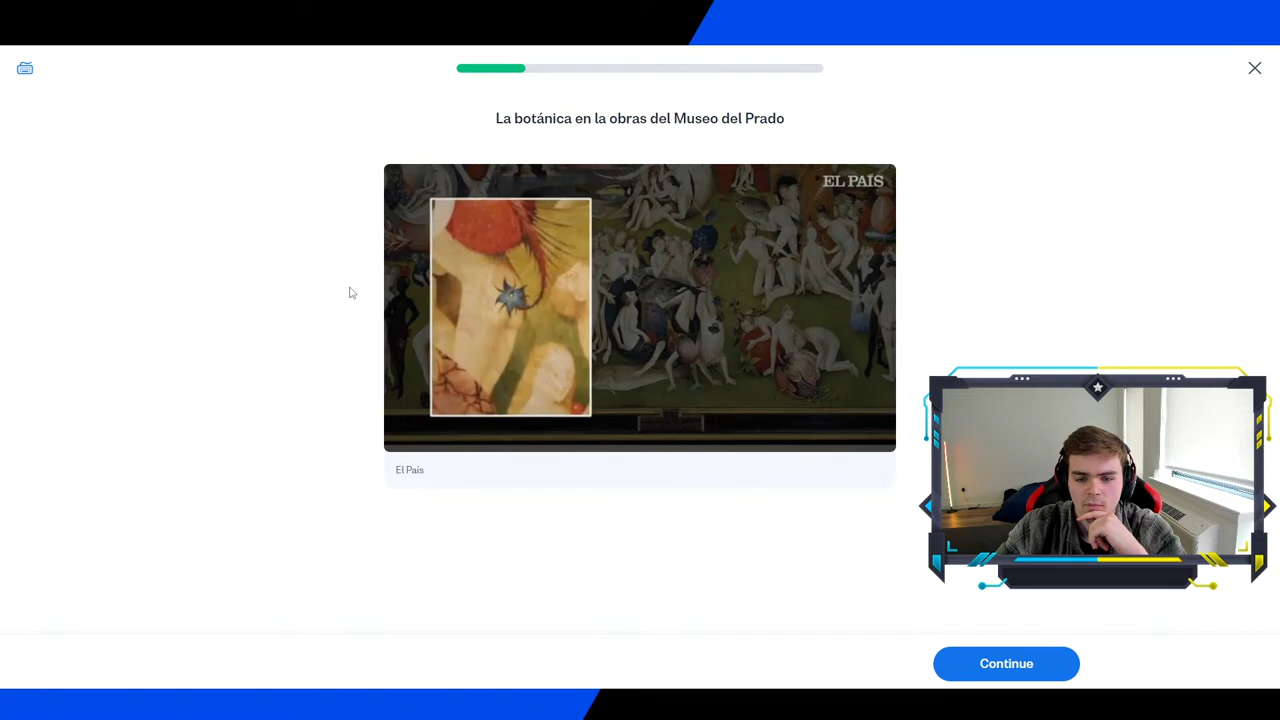 La botánica en la obras del Museo del Prado
EL PAÍS
El País
Continue